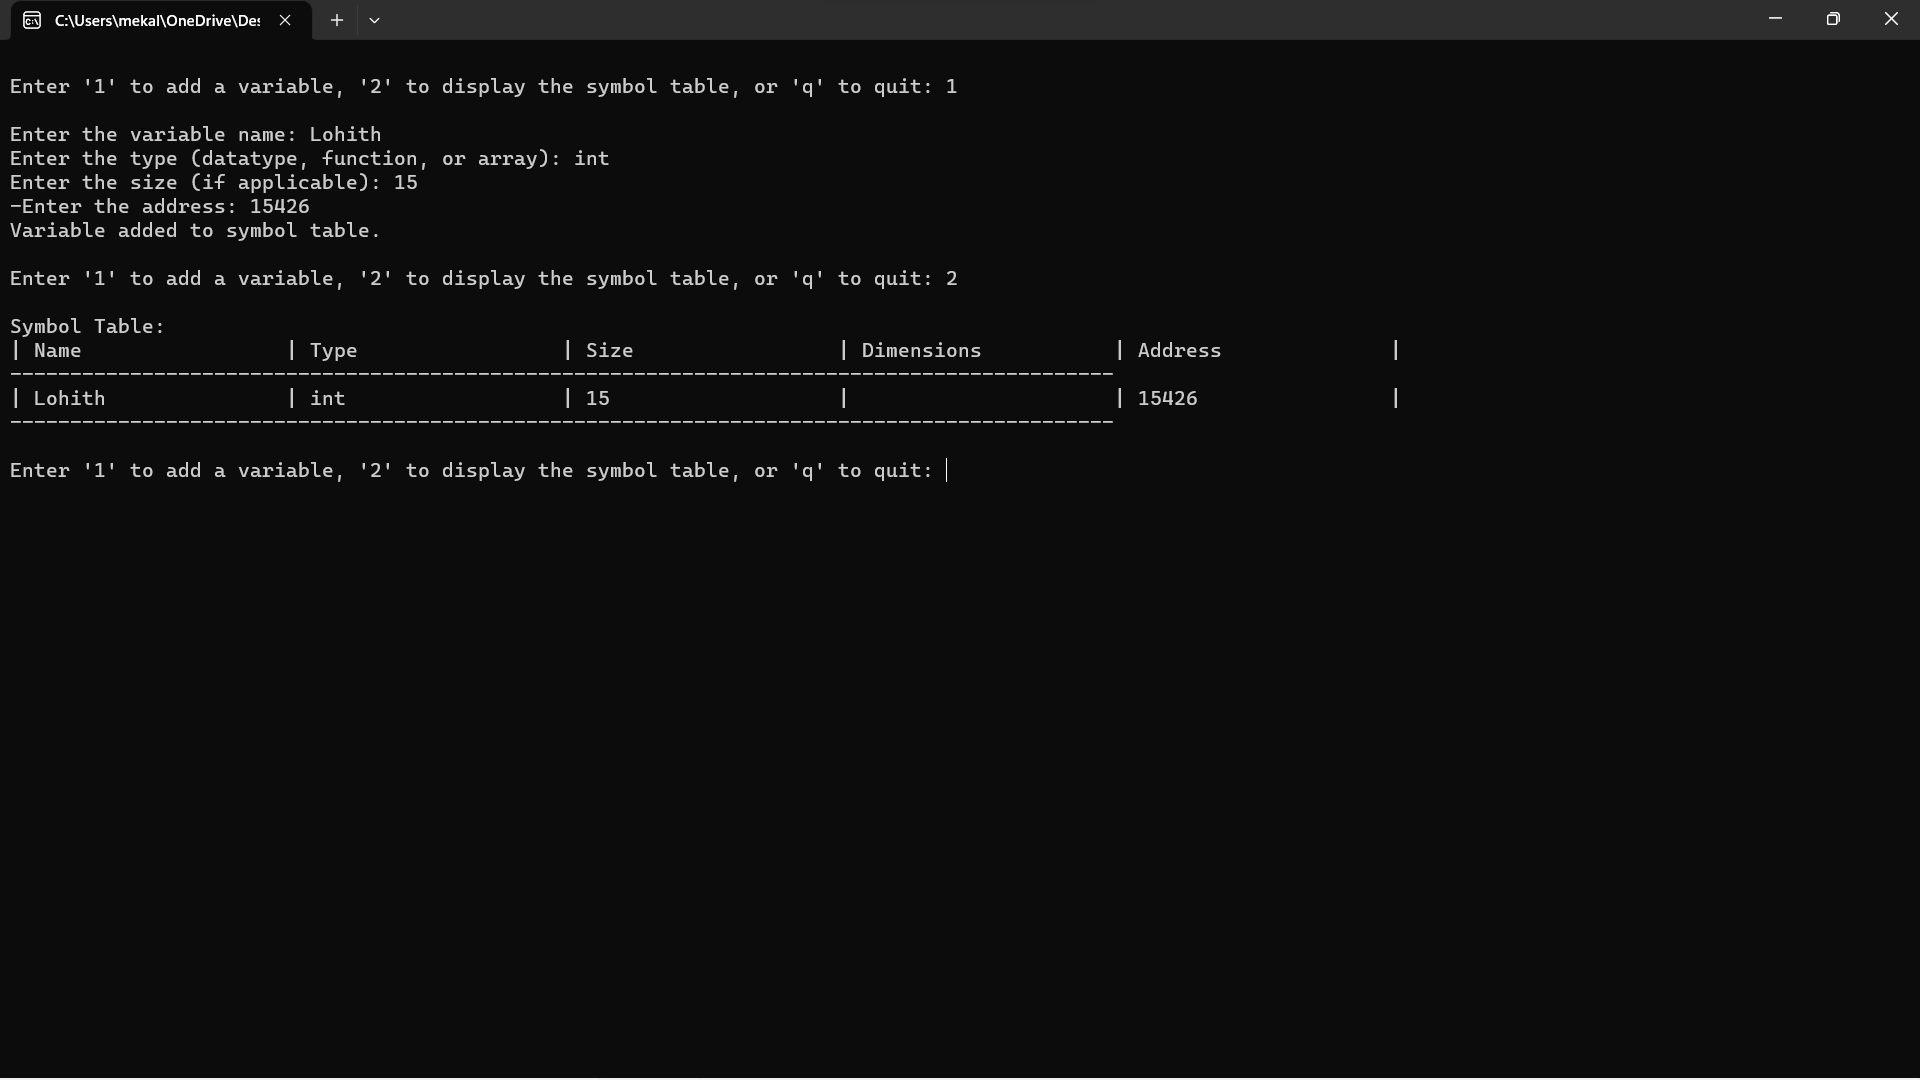 C:\Users\mekal\OneDrive\Des
Enter '1' to add a variable, '2' to display the symbol table, or 'q' to quit: 1
Enter the variable name: Lohith
Enter the type (datatype, function, or array): int
Enter the size (if applicable): 15
-Enter the address: 15426
Variable added to symbol table.
Enter '1' to add a variable, '2' to display the symbol table, or 'q' to quit: 2
Symbol Table:
| Name                 | Type                 | Size                 | Dimensions           | Address              |
--------------------------------------------------------------------------------------------
| Lohith               | int                  | 15                   |                      | 15426                |
--------------------------------------------------------------------------------------------
Enter '1' to add a variable, '2' to display the symbol table, or 'q' to quit: